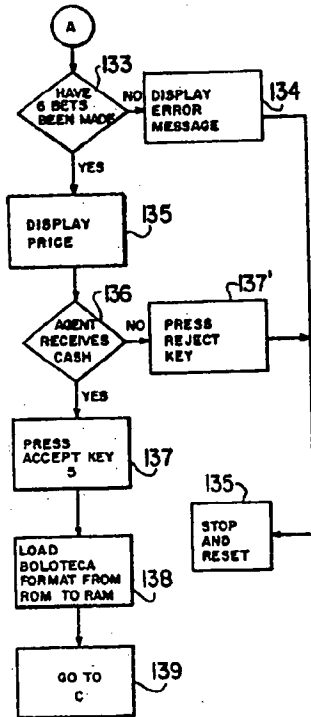 A
133
HAVE
6 BETS
BEEN MADE
NO
DISPLAY
ERROR
MESSAGE
134
YES
DISPLAY
PRICE
135
136
AGENT
RECEIVES
CASH
NO
PRESS
REJECT
KEY
137'
YES
PRESS
ACCEPT KEY
5
137
135
STOP
AND
RESET
LOAD
BOLOTECA
FORMAT FROM
ROM TO RAM
138
GO TO
C
139